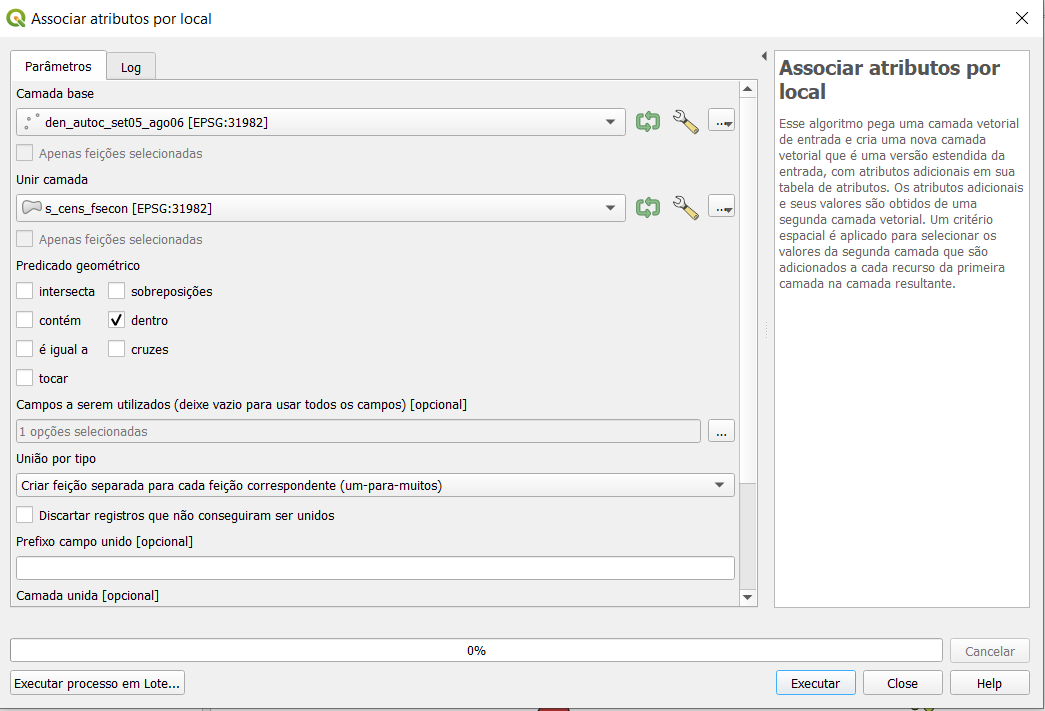 Associar atributos por local
Parâmetros
Log
Camada base
den_autoc_set05_ago06 [EPSG:31982]
...
Apenas feições selecionadas
Unir camada
s_cens_fsecon [EPSG:31982]
...
Apenas feições selecionadas
Predicado geométrico
intersecta
sobreposições
contém
dentro
é igual a
cruzes
tocar
Campos a serem utilizados (deixe vazio para usar todos os campos) [opcional]
1 opções selecionadas
...
União por tipo
Criar feição separada para cada feição correspondente (um-para-muitos)
Discartar registros que não conseguiram ser unidos
Prefixo campo unido [opcional]
Camada unida [opcional]
Associar atributos por
local
Esse algoritmo pega uma camada vetorial
de entrada e cria uma nova camada
vetorial que é uma versão estendida da
entrada, com atributos adicionais em sua
tabela de atributos. Os atributos adicionais
e seus valores são obtidos de uma
segunda camada vetorial. Um critério
espacial é aplicado para selecionar os
valores da segunda camada que são
adicionados a cada recurso da primeira
camada na camada resultante.
0%
Cancelar
Executar processo em Lote...
Executar
Close
Help